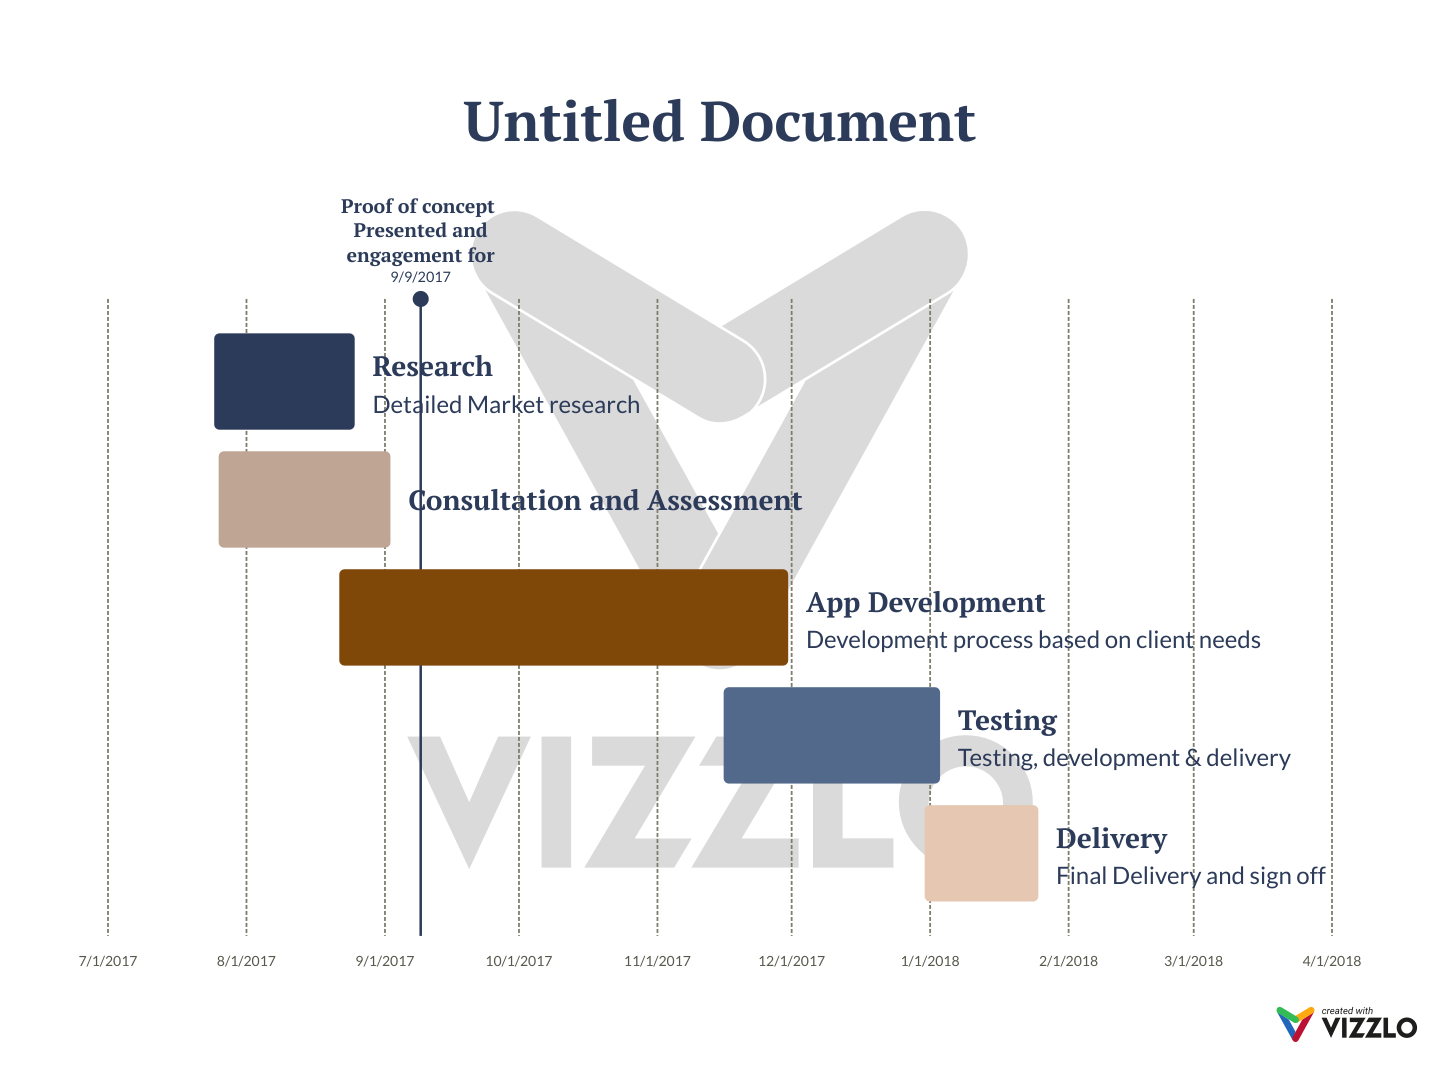 Untitled Document
Proof of concept
Presented and
engagement for
9/9/2017
Research
Detailed Market research
Consultation and Assessment
App Development
Development process based on client needs
Testing
Testing, development & delivery
VIZZLO
Delivery
Final Delivery and sign off
7/1/2017 8/1/2017 9/1/2017 10/1/2017 11/1/2017 12/1/2017 1/1/2018 2/1/2018 3/1/2018 4/1/2018
created with
VIZZLO